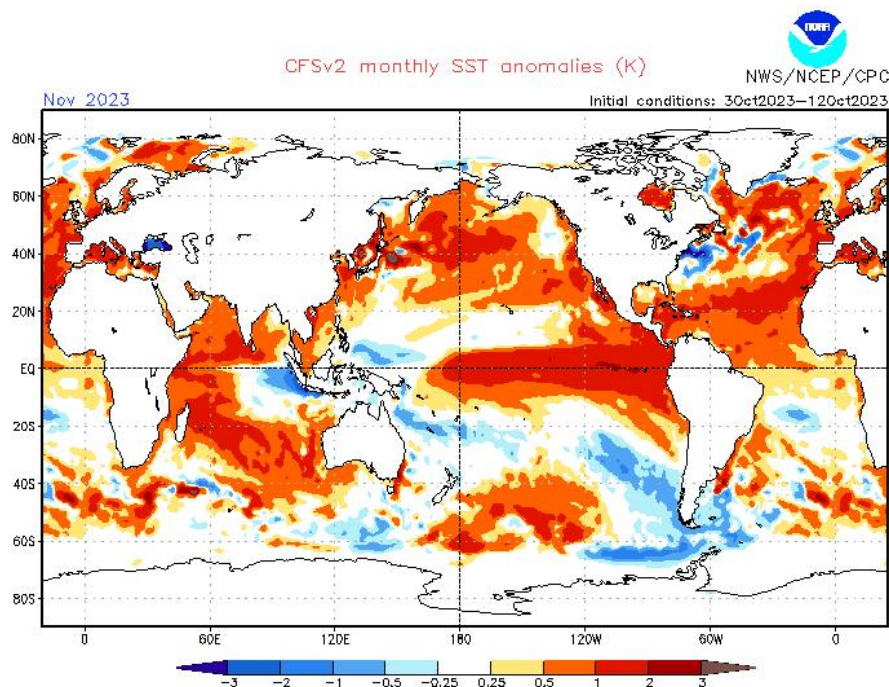 NOAA
CFSv2 monthly SST anomalies (K)
NWS/NCEP/CPC
Nov 2023
Initial conditions: 3Oct2023–12Oct2023
80N
60N
40N
20N
EQ
20S
40S
60S
80S
0 60E 120E 180 120W 60W 0
-3 -2 -1 -0.5 -0.25 0.25 0.5 1 2 3